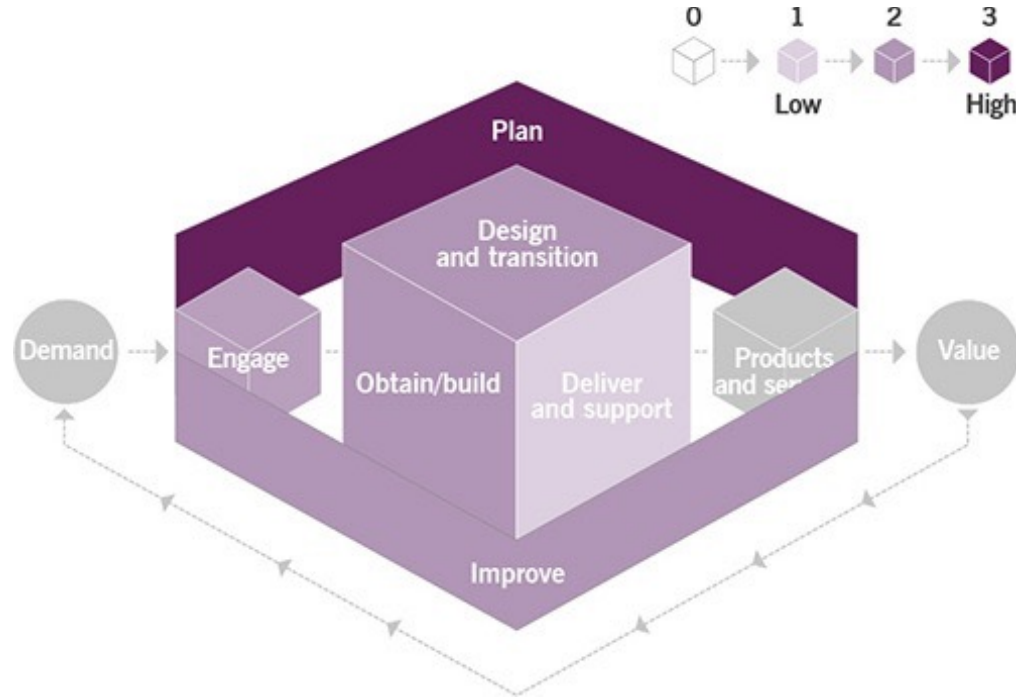 0 1 2 3
Low High
Plan
Design
and transition
Demand
Engage
Obtain/build
Deliver
and support
Products
and
Value
Improve